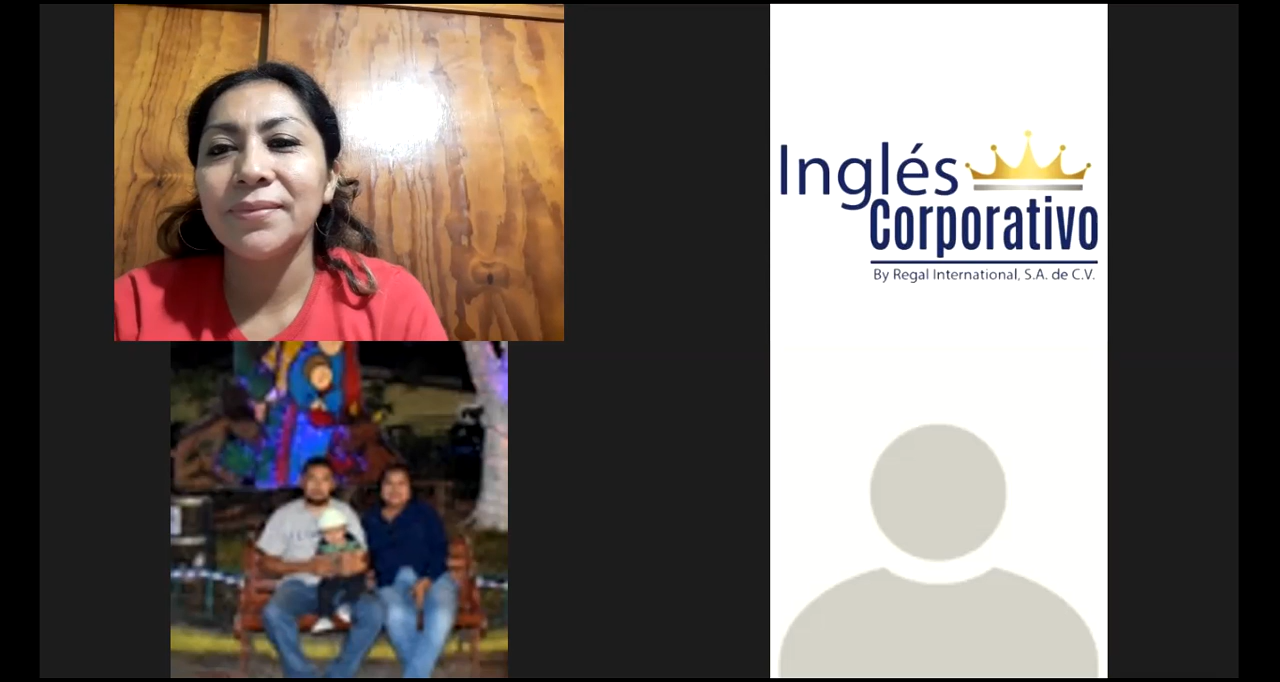 Inglés
Corporativo
By Regal International, S.A. de C.V.